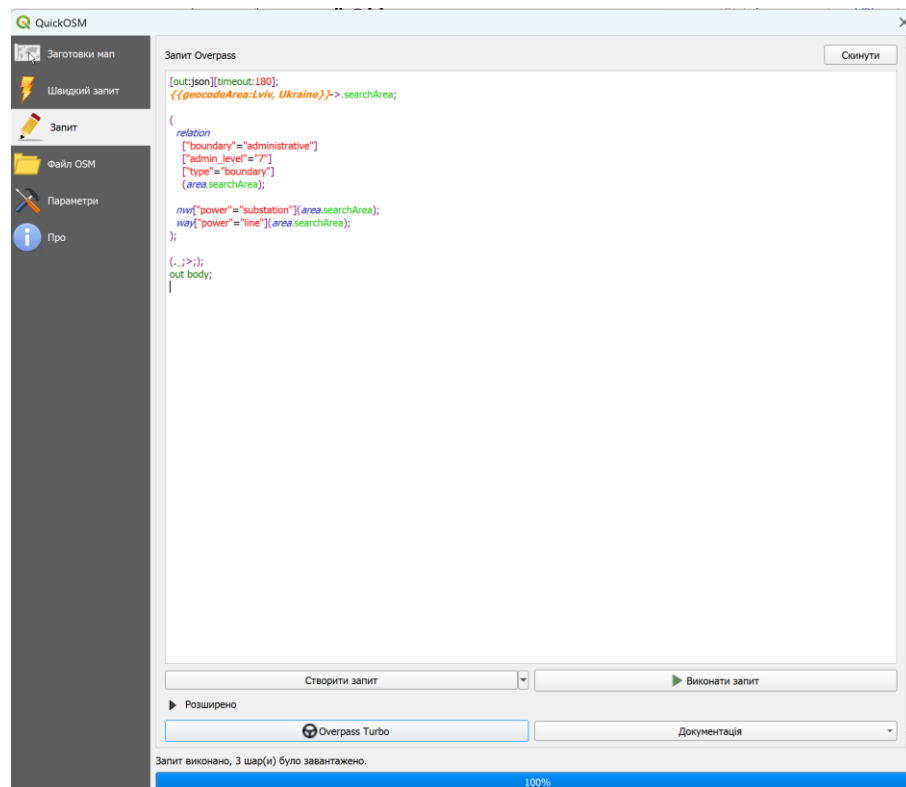 QuickOSM
Заготовки мап
Швидкий запит
Запит
Файл OSM
Параметри
Про
Запит Overpass
Скинути
[out:json][timeout:180];
{{geocodeArea:Lviv, Ukraine}}->.searchArea;
(
relation
["boundary"="administrative"]
["admin_level"="7"]
["type"="boundary"]
(area.searchArea);
nwr["power"="substation"](area.searchArea);
way["power"="line"](area.searchArea);
);
(._;>;);
out body;
Створити запит
Виконати запит
Розширено
Overpass Turbo
Документація
Запит виконано, 3 шар(и) було завантажено.
100%